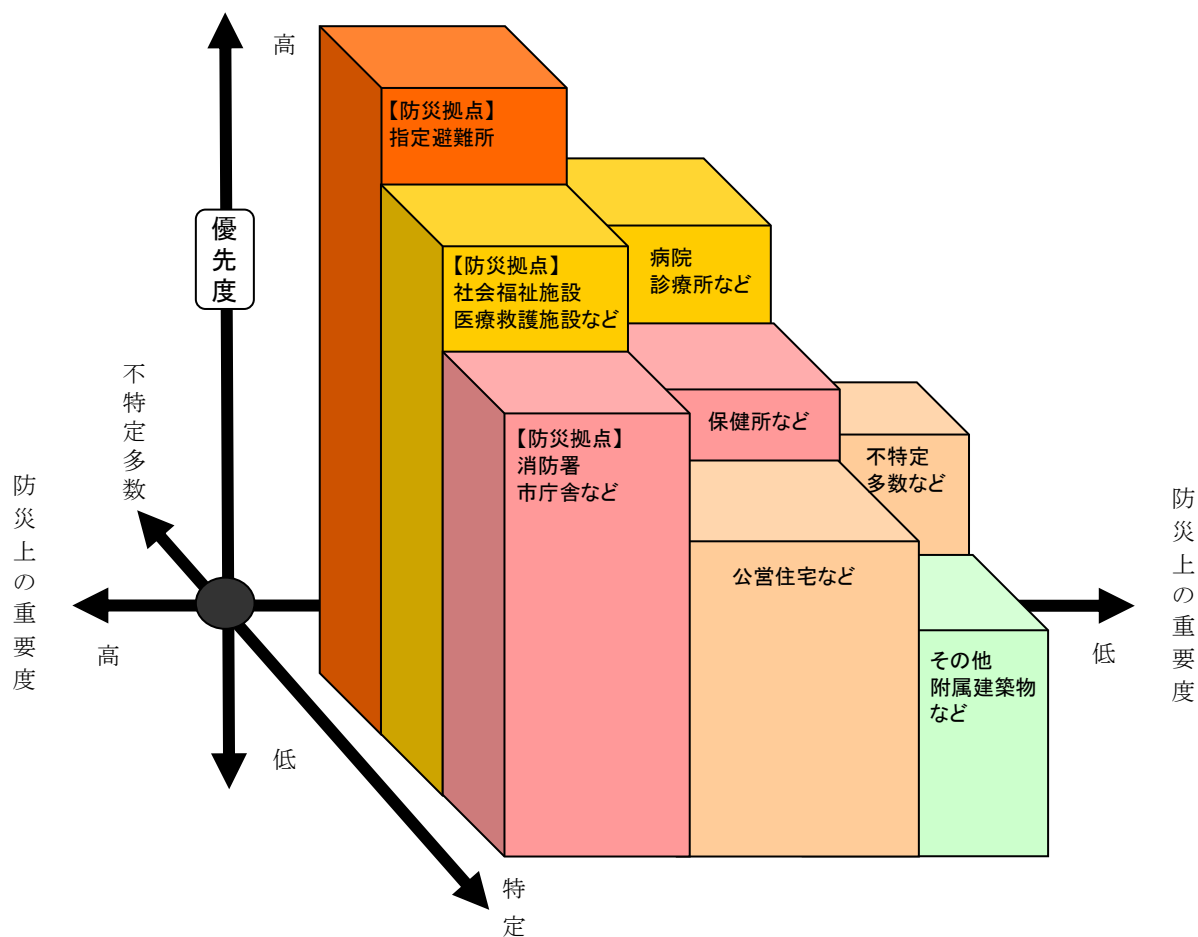 高
【防災拠点】
指定避難所
優先度
病院
診療所など
【防災拠点】
社会福祉施設
医療救護施設など
不特定多数
保健所など
【防災拠点】
消防署
市庁舎など
不特定
多数など
防災上の重要度
高
防災上の重要度
低
公営住宅など
その他
附属建築物
など
低
特定